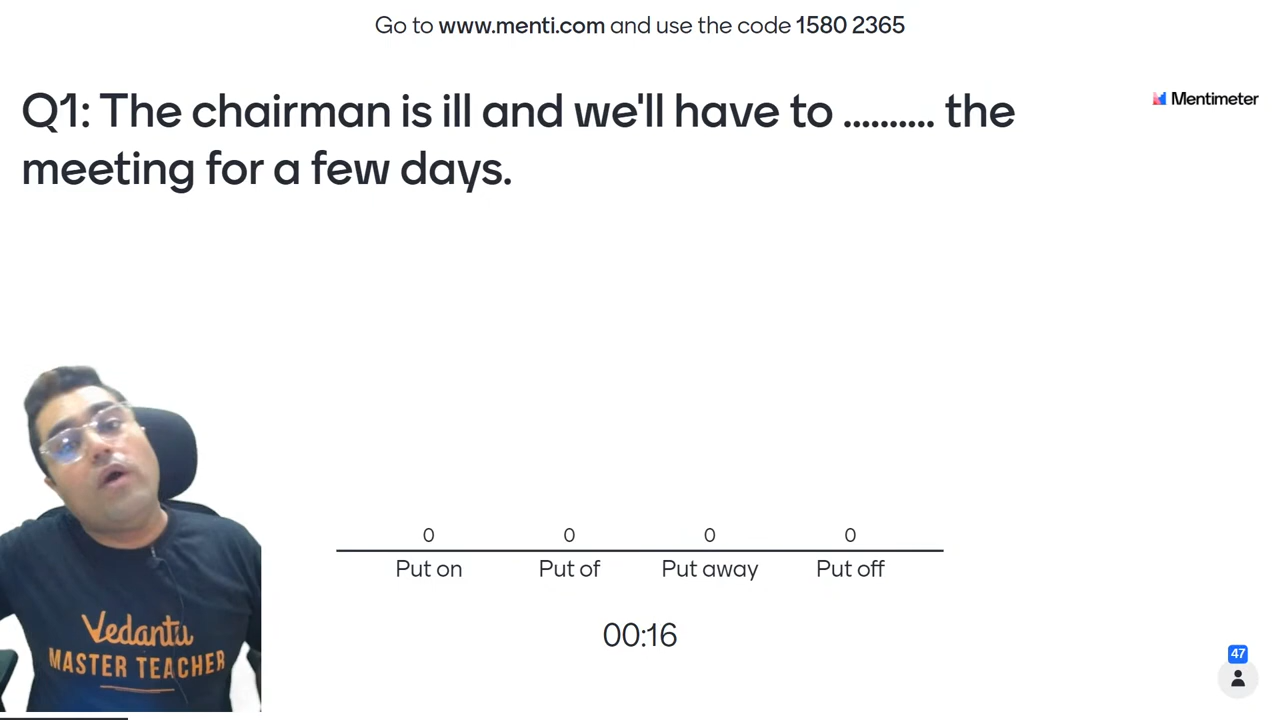 Go to www.menti.com and use the code 1580 2365
Q1: The chairman is ill and we'll have to .......... the
meeting for a few days.
Mentimeter
0 0 0 0
Put on Put of Put away Put off
00:16
Vedantu
MASTER TEACHER
47